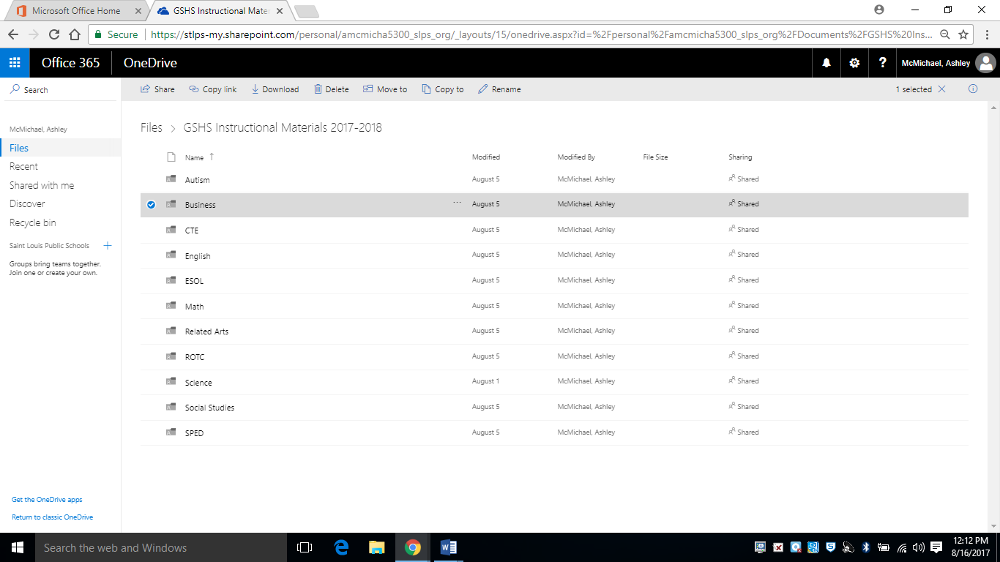 Microsoft Office Home
GSHS Instructional Mater
Secure
https://stlps-my.sharepoint.com/personal/amcmicha5300_slps_org/_layouts/15/onedrive.aspx?id=%2Fpersonal%2Famcmicha5300_slps_org%2FDocuments%2FGSHS%20Ins...
Office 365 OneDrive
? McMichael, Ashley
Search
Share Copy link Download Delete Move to Copy to Rename 1 selected
McMichael, Ashley
Files
Recent
Shared with me
Discover
Recycle bin
Saint Louis Public Schools +
Groups bring teams together.
Join one or create your own.
Get the OneDrive apps
Return to classic OneDrive
Files > GSHS Instructional Materials 2017-2018
Name ↑ Modified Modified By File Size Sharing
Autism August 5 McMichael, Ashley Shared
Business ... August 5 McMichael, Ashley Shared
CTE August 5 McMichael, Ashley Shared
English August 5 McMichael, Ashley Shared
ESOL August 5 McMichael, Ashley Shared
Math August 5 McMichael, Ashley Shared
Related Arts August 5 McMichael, Ashley Shared
ROTC August 5 McMichael, Ashley Shared
Science August 1 McMichael, Ashley Shared
Social Studies August 5 McMichael, Ashley Shared
SPED August 5 McMichael, Ashley Shared
Search the web and Windows
12:12 PM
8/16/2017